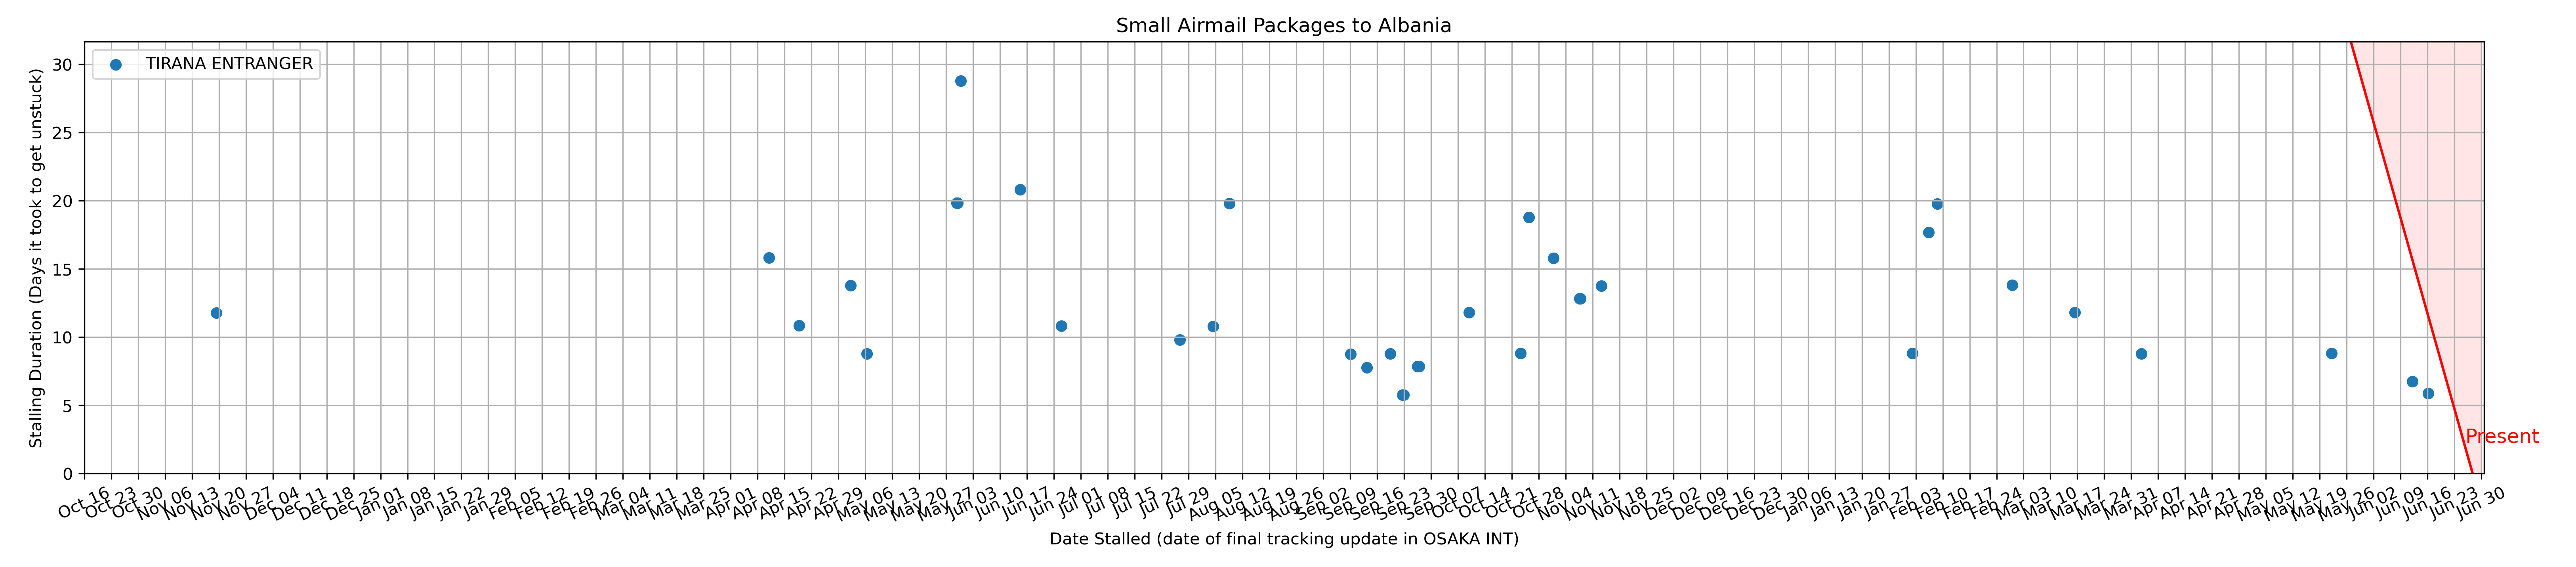 Small Airmail Packages to Albania
TIRANA ENTRANGER
Stalling Duration (Days it took to get unstuck)
30
25
20
15
10
5
0
Present
Oct 16
Oct 23
Oct 30
Nov 06
Nov 13
Nov 20
Nov 27
Dec 04
Dec 11
Dec 18
Dec 25
Jan 01
Jan 08
Jan 15
Jan 22
Jan 29
Feb 05
Feb 12
Feb 19
Feb 26
Mar 04
Mar 11
Mar 18
Mar 25
Apr 01
Apr 08
Apr 15
Apr 22
Apr 29
May 06
May 13
May 20
May 27
Jun 03
Jun 10
Jun 17
Jun 24
Jul 01
Jul 08
Jul 15
Jul 22
Jul 29
Aug 05
Aug 12
Aug 19
Aug 26
Sep 02
Sep 09
Sep 16
Sep 23
Sep 30
Oct 07
Oct 14
Oct 21
Oct 28
Nov 04
Nov 11
Nov 18
Nov 25
Dec 02
Dec 09
Dec 16
Dec 23
Dec 30
Jan 06
Jan 13
Jan 20
Jan 27
Feb 03
Feb 10
Feb 17
Feb 24
Mar 03
Mar 10
Mar 17
Mar 24
Mar 31
Apr 07
Apr 14
Apr 21
Apr 28
May 05
May 12
May 19
May 26
Jun 02
Jun 09
Jun 16
Jun 23
Jun 30
Date Stalled (date of final tracking update in OSAKA INT)